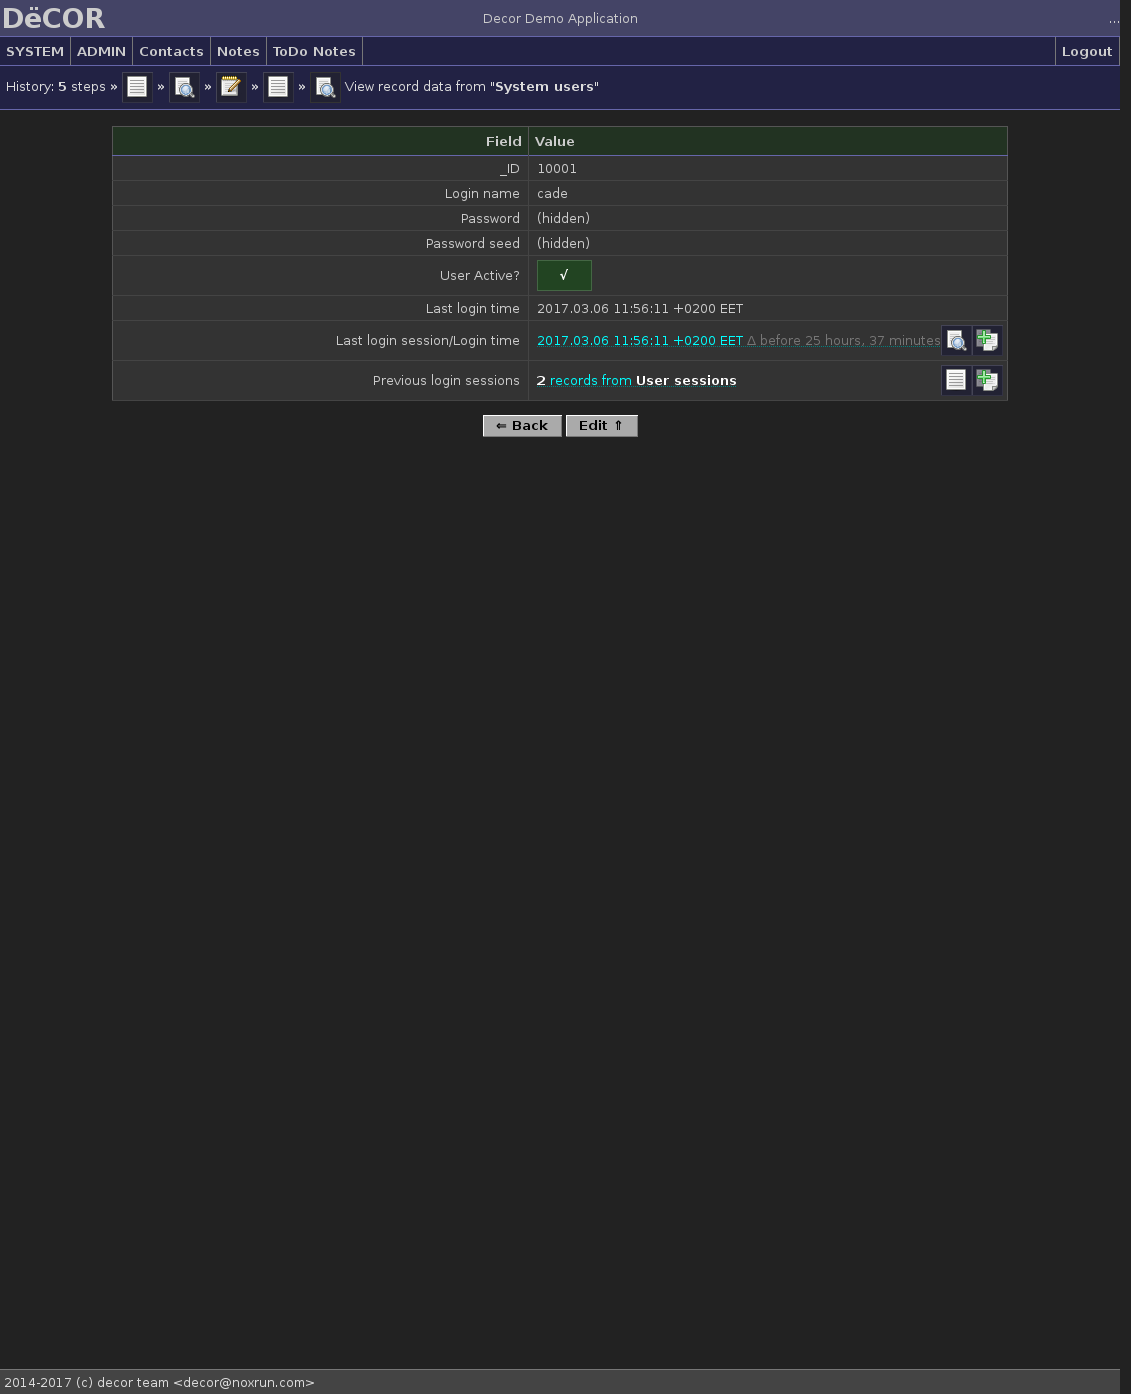 DëCOR Decor Demo Application ...
SYSTEM ADMIN Contacts Notes ToDo Notes Logout
History: 5 steps » » » » » View record data from "System users"
Field Value
_ID 10001
Login name cade
Password (hidden)
Password seed (hidden)
User Active? √
Last login time 2017.03.06 11:56:11 +0200 EET
Last login session/Login time 2017.03.06 11:56:11 +0200 EET Δ before 25 hours, 37 minutes
Previous login sessions 2 records from User sessions
⇐ Back Edit ⇑
2014-2017 (c) decor team <decor@noxrun.com>